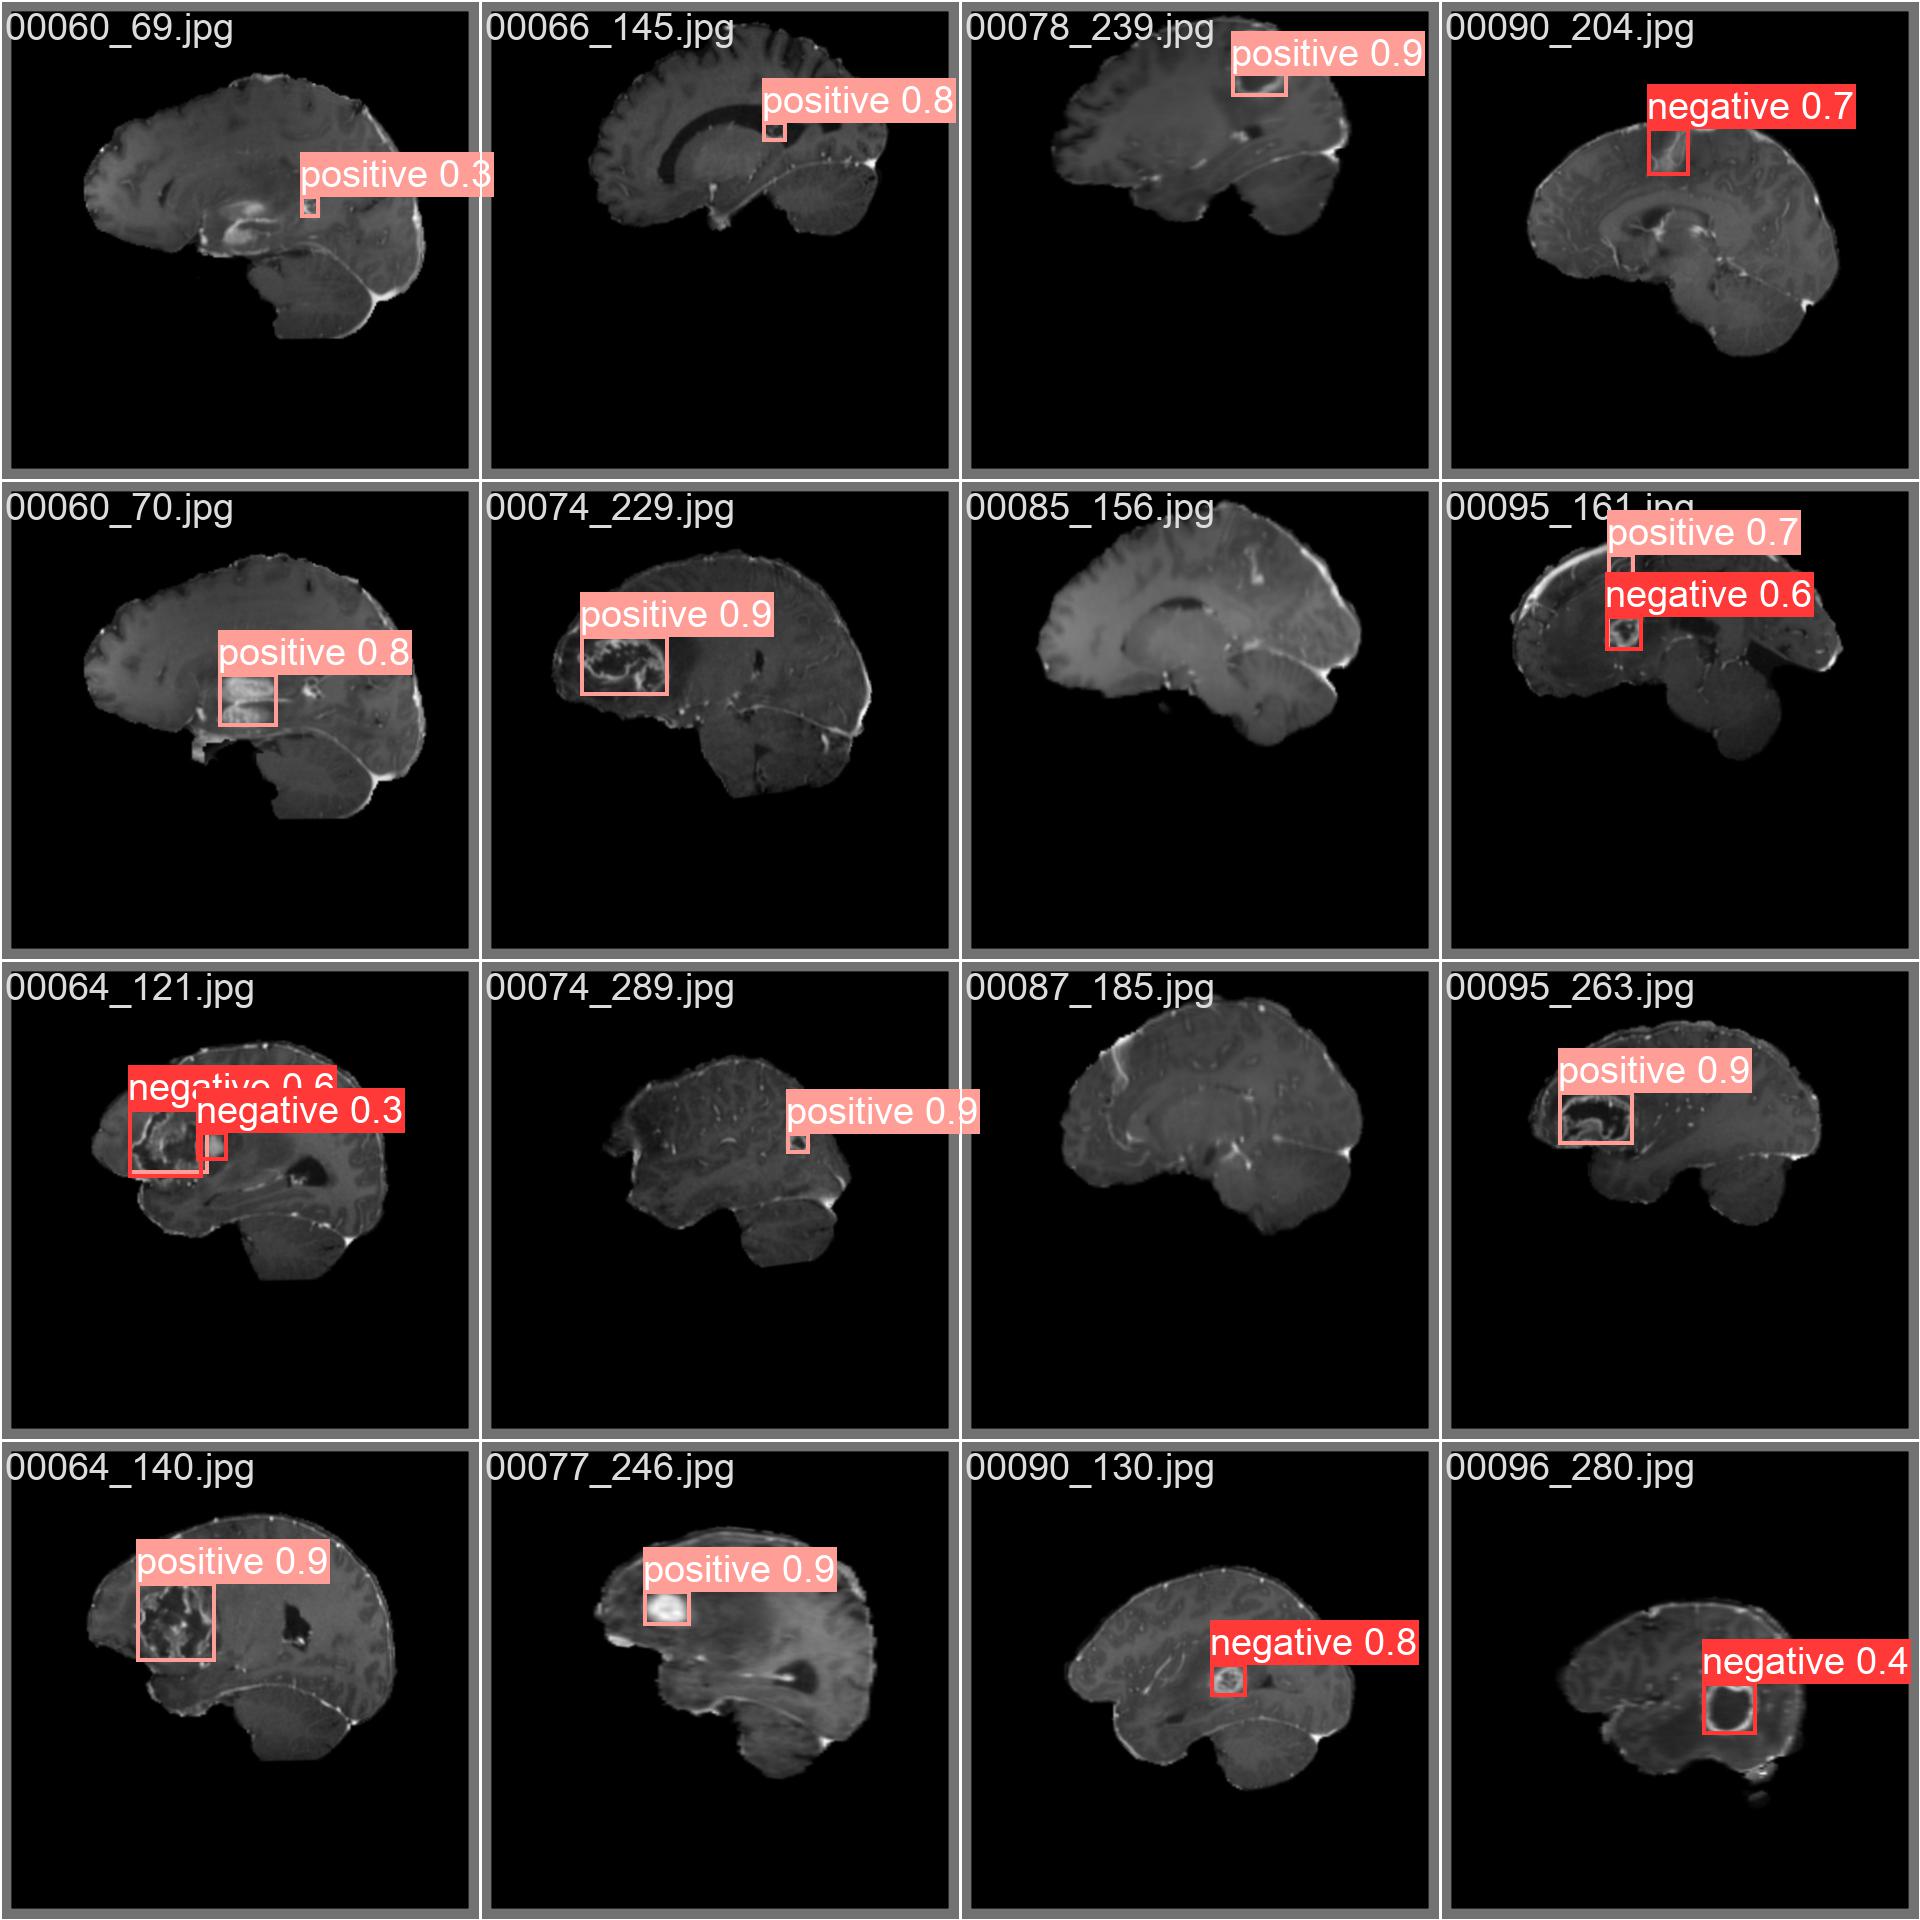 00060_69.jpg
positive 0.3
00066_145.jpg
positive 0.8
00078_239.jpg
positive 0.9
00090_204.jpg
negative 0.7
00060_70.jpg
positive 0.8
00074_229.jpg
positive 0.9
00085_156.jpg
00095_161.jpg
positive 0.7
negative 0.6
00064_121.jpg
negative 0.6
negative 0.3
00074_289.jpg
positive 0.9
00087_185.jpg
00095_263.jpg
positive 0.9
00064_140.jpg
positive 0.9
00077_246.jpg
positive 0.9
00090_130.jpg
negative 0.8
00096_280.jpg
negative 0.4